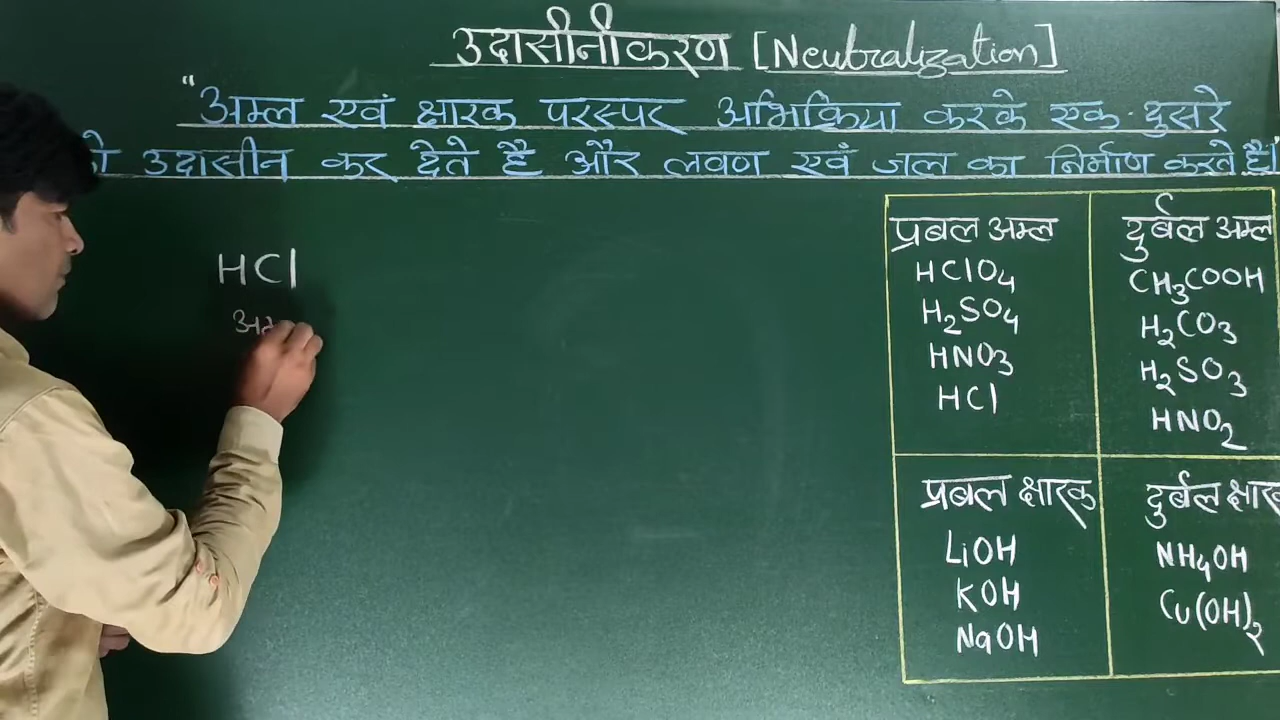 उदासीनीकरण [Neutralization]
"अम्ल एवं क्षारक परस्पर अभिक्रिया करके एक-दुसरे
उदासीन कर देते है और लवण एवं जल का निर्माण करते है।
HCl
प्रबल अम्ल
HClO4
H2SO4
HNO3
HCl
दुर्बल अम्ल
CH3COOH
H2CO3
H2SO3
HNO2
प्रबल क्षारक
LiOH
KOH
NaOH
दुर्बल
NH4OH
Cu(OH)2